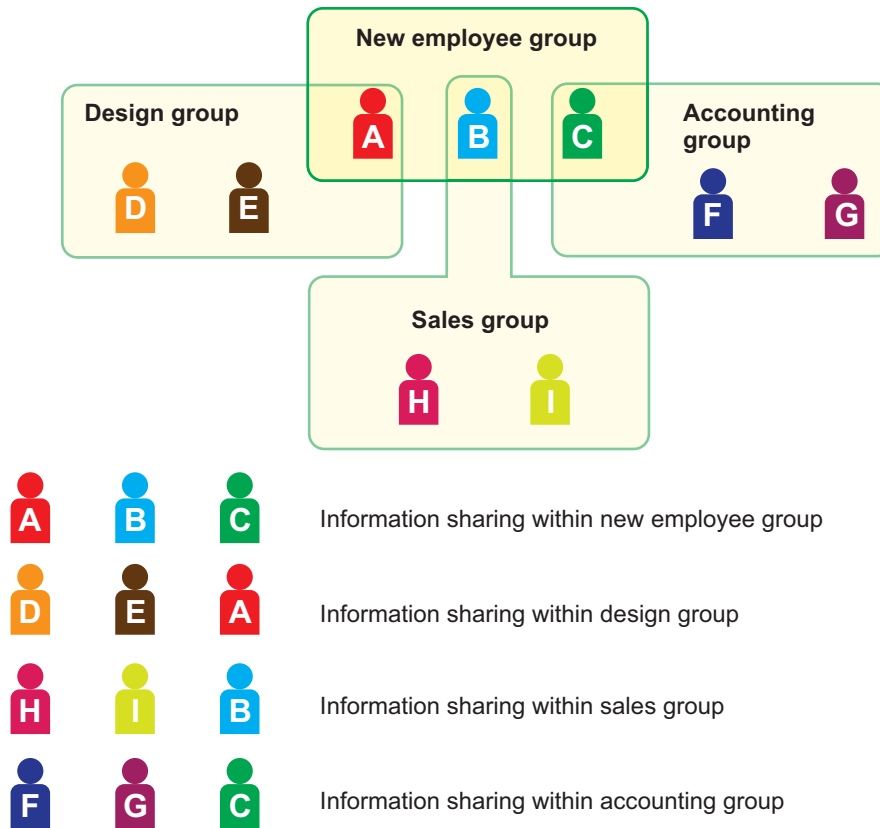 New employee group
Design group
A
B
C
Accounting
group
D
E
F
G
Sales group
H
I
A B C Information sharing within new employee group
D E A Information sharing within design group
H I B Information sharing within sales group
F G C Information sharing within accounting group